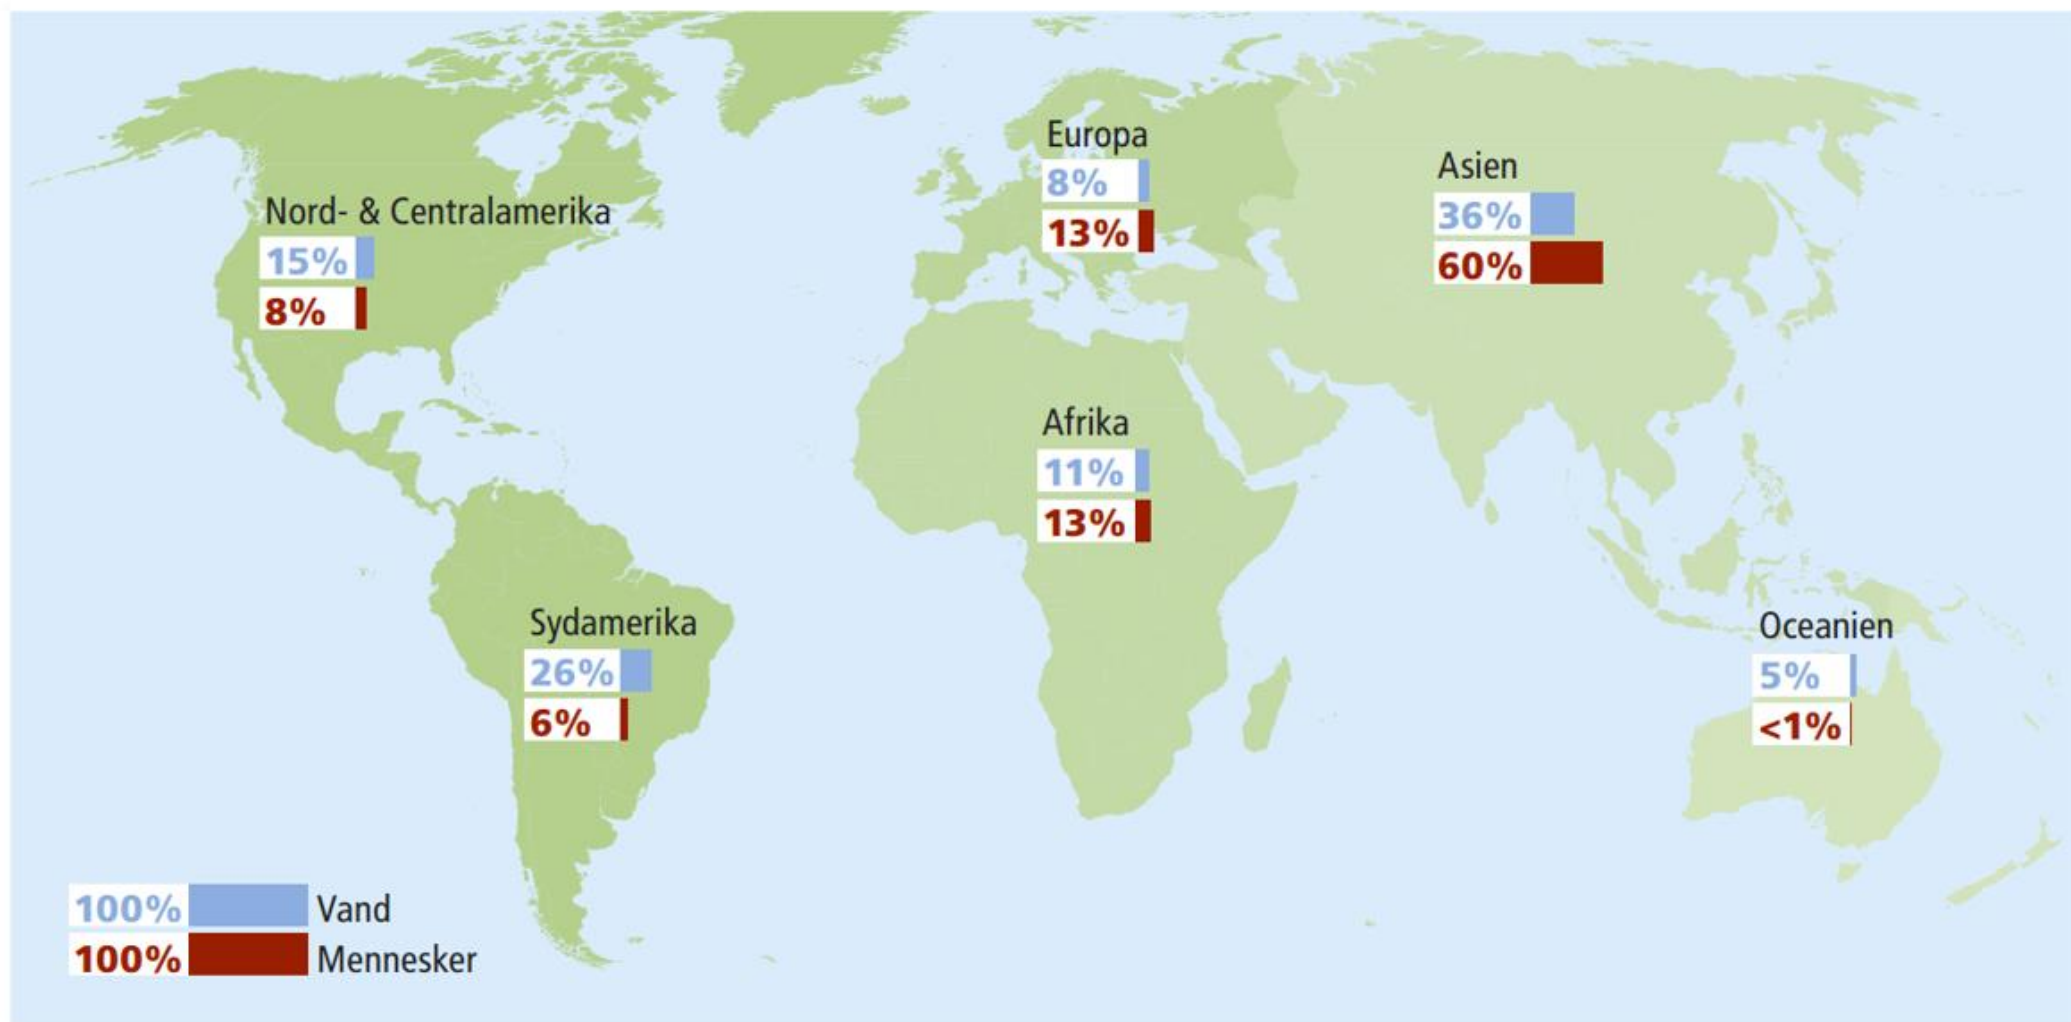 Nord- & Centralamerika
15%
8%
Europa
8%
13%
Asien
36%
60%
Afrika
11%
13%
Sydamerika
26%
6%
Oceanien
5%
<1%
100% Vand
100% Mennesker